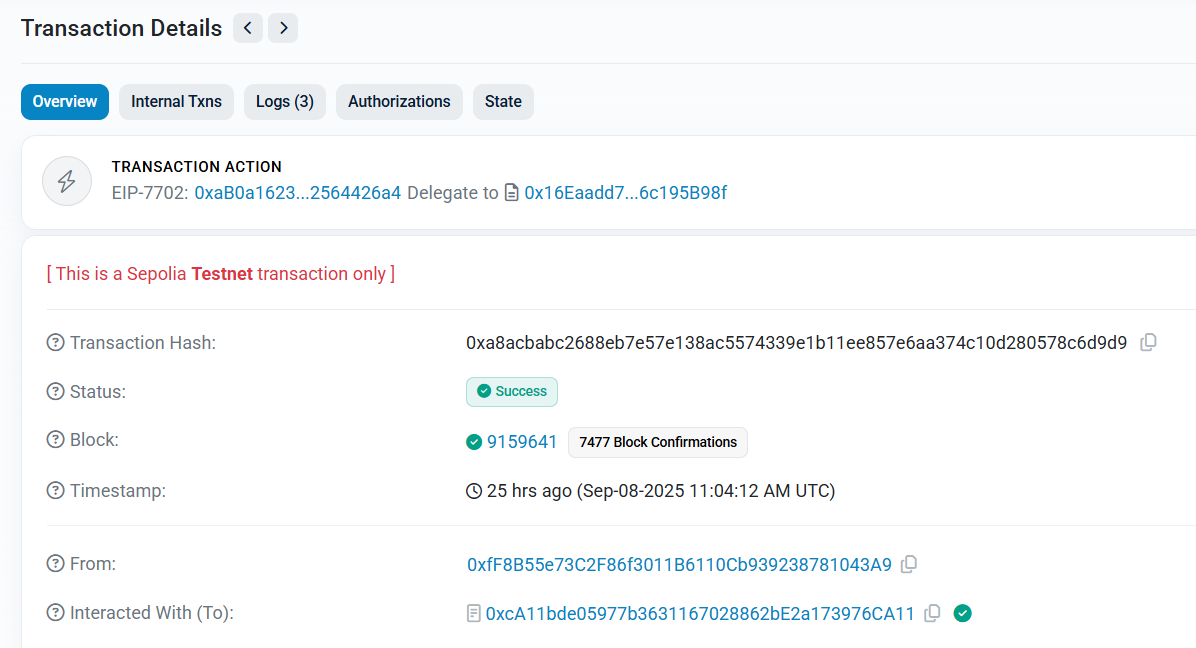 Transaction Details
Overview Internal Txns Logs (3) Authorizations State
TRANSACTION ACTION
EIP-7702: 0xaB0a1623...2564426a4 Delegate to 0x16Eaadd7...6c195B98f
[ This is a Sepolia Testnet transaction only ]
Transaction Hash: 0xa8acbabc2688eb7e57e138ac5574339e1b11ee857e6aa374c10d280578c6d9d9
Status: Success
Block: 9159641 7477 Block Confirmations
Timestamp: 25 hrs ago (Sep-08-2025 11:04:12 AM UTC)
From: 0xfF8B55e73C2F86f3011B6110Cb939238781043A9
Interacted With (To): 0xcA11bde05977b3631167028862bE2a173976CA11